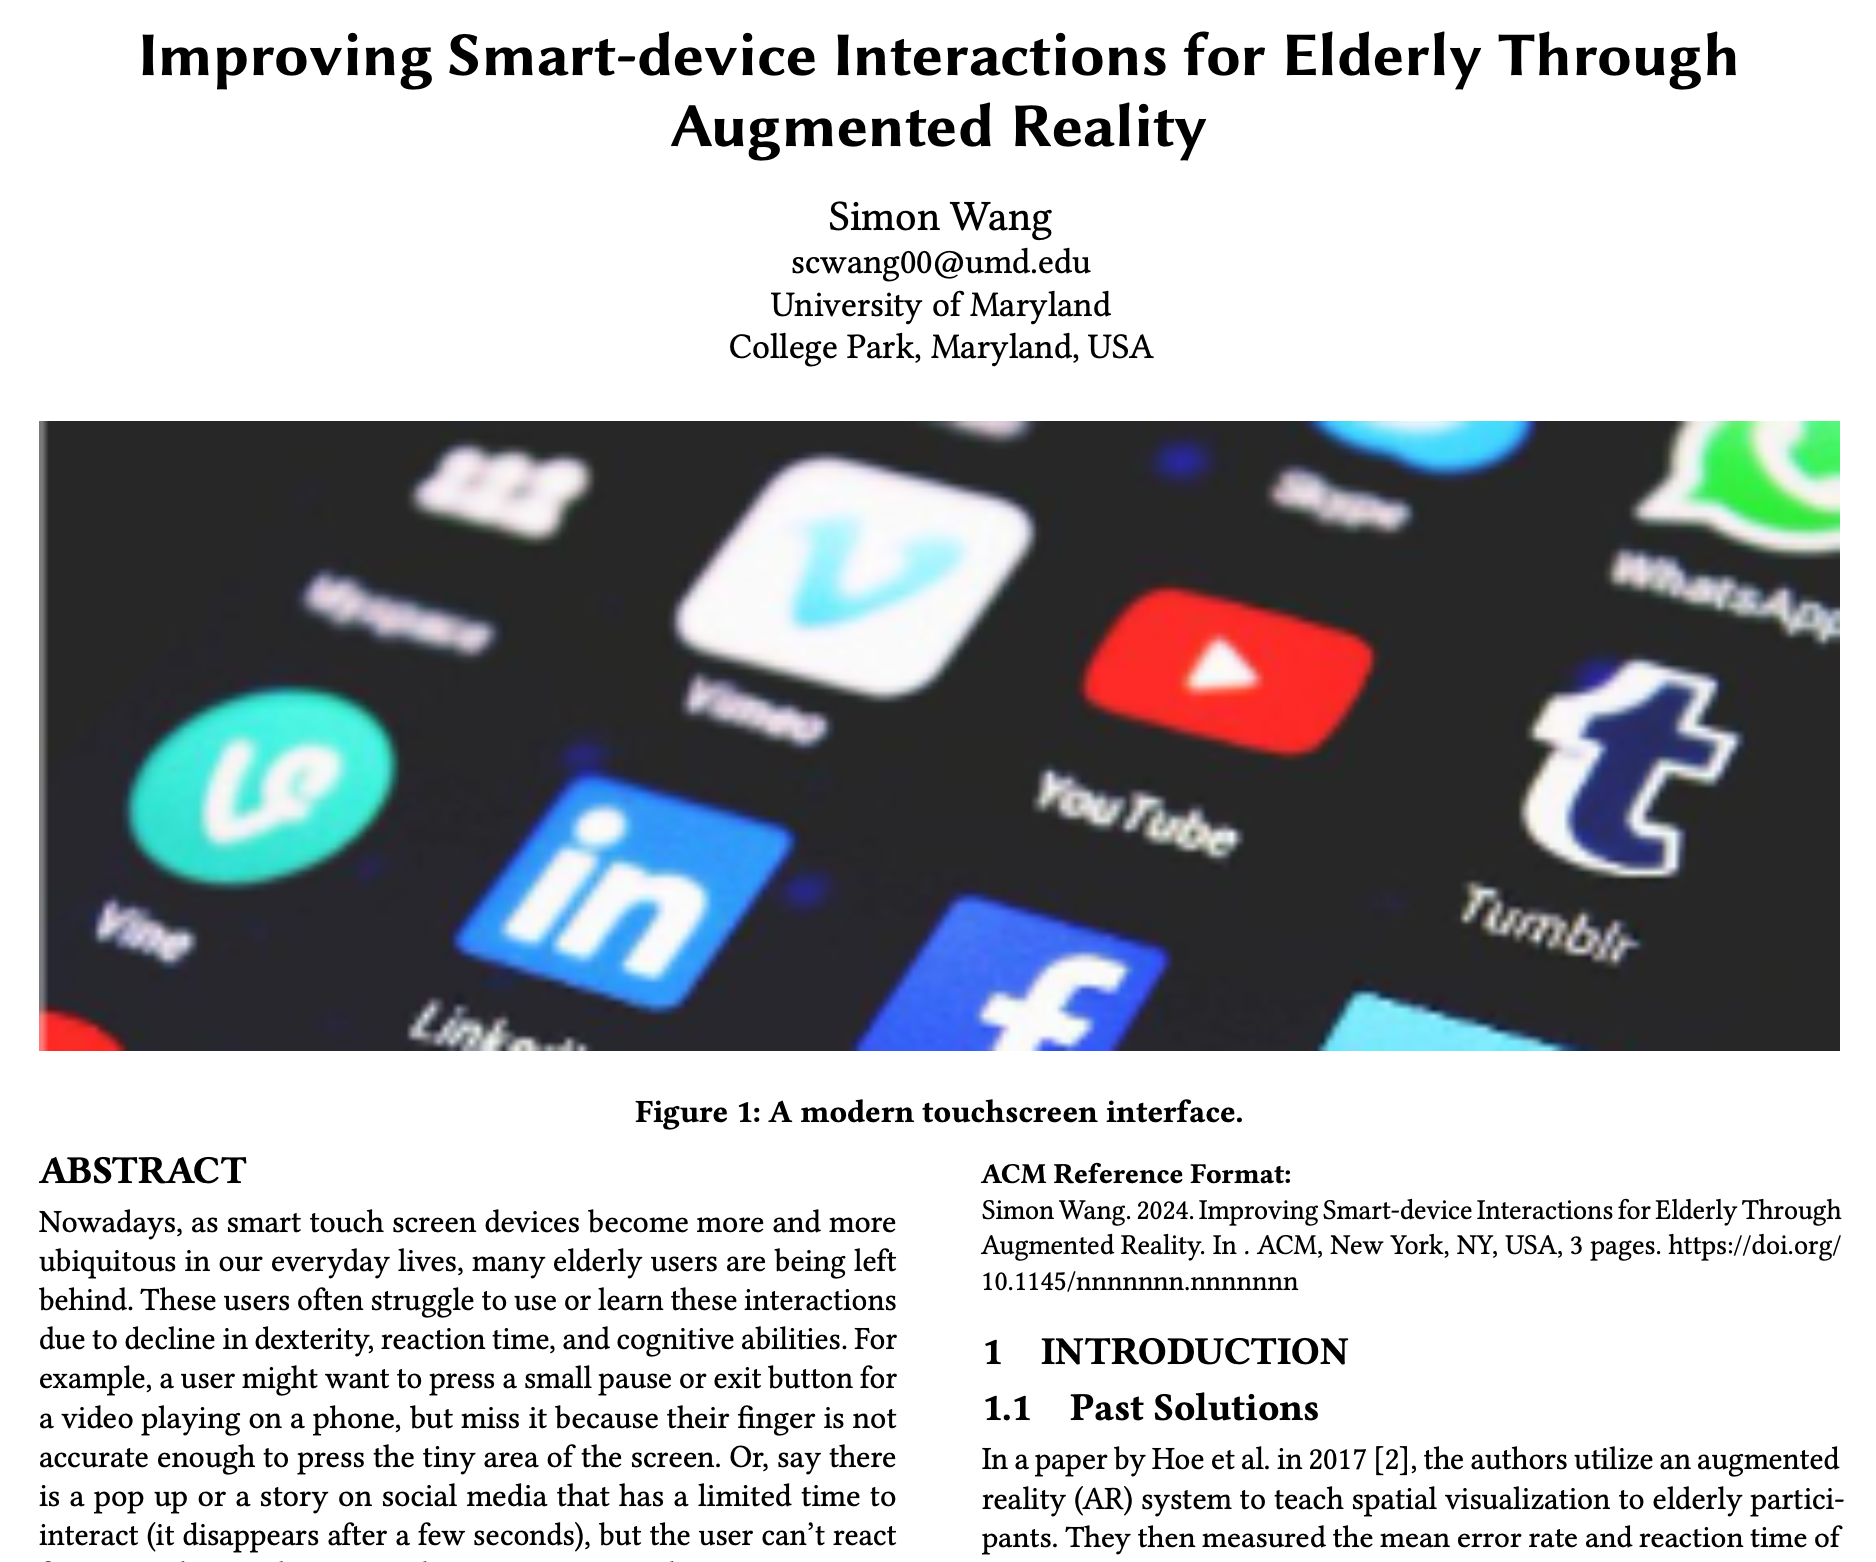 Improving Smart-device Interactions for Elderly Through
Augmented Reality
Simon Wang
scwang00@umd.edu
University of Maryland
College Park, Maryland, USA
Myspace
Vimeo
Skype
WhatsApp
YouTube
Tumblr
Vine
in
f
Figure 1: A modern touchscreen interface.
ABSTRACT
Nowadays, as smart touch screen devices become more and more
ubiquitous in our everyday lives, many elderly users are being left
behind. These users often struggle to use or learn these interactions
due to decline in dexterity, reaction time, and cognitive abilities. For
example, a user might want to press a small pause or exit button for
a video playing on a phone, but miss it because their finger is not
accurate enough to press the tiny area of the screen. Or, say there
is a pop up or a story on social media that has a limited time to
interact (it disappears after a few seconds), but the user can't react
ACM Reference Format:
Simon Wang. 2024. Improving Smart-device Interactions for Elderly Through
Augmented Reality. In . ACM, New York, NY, USA, 3 pages. https://doi.org/
10.1145/nnnnnnn.nnnnnnn
1 INTRODUCTION
1.1 Past Solutions
In a paper by Hoe et al. in 2017 [2], the authors utilize an augmented
reality (AR) system to teach spatial visualization to elderly partici-
pants. They then measured the mean error rate and reaction time of